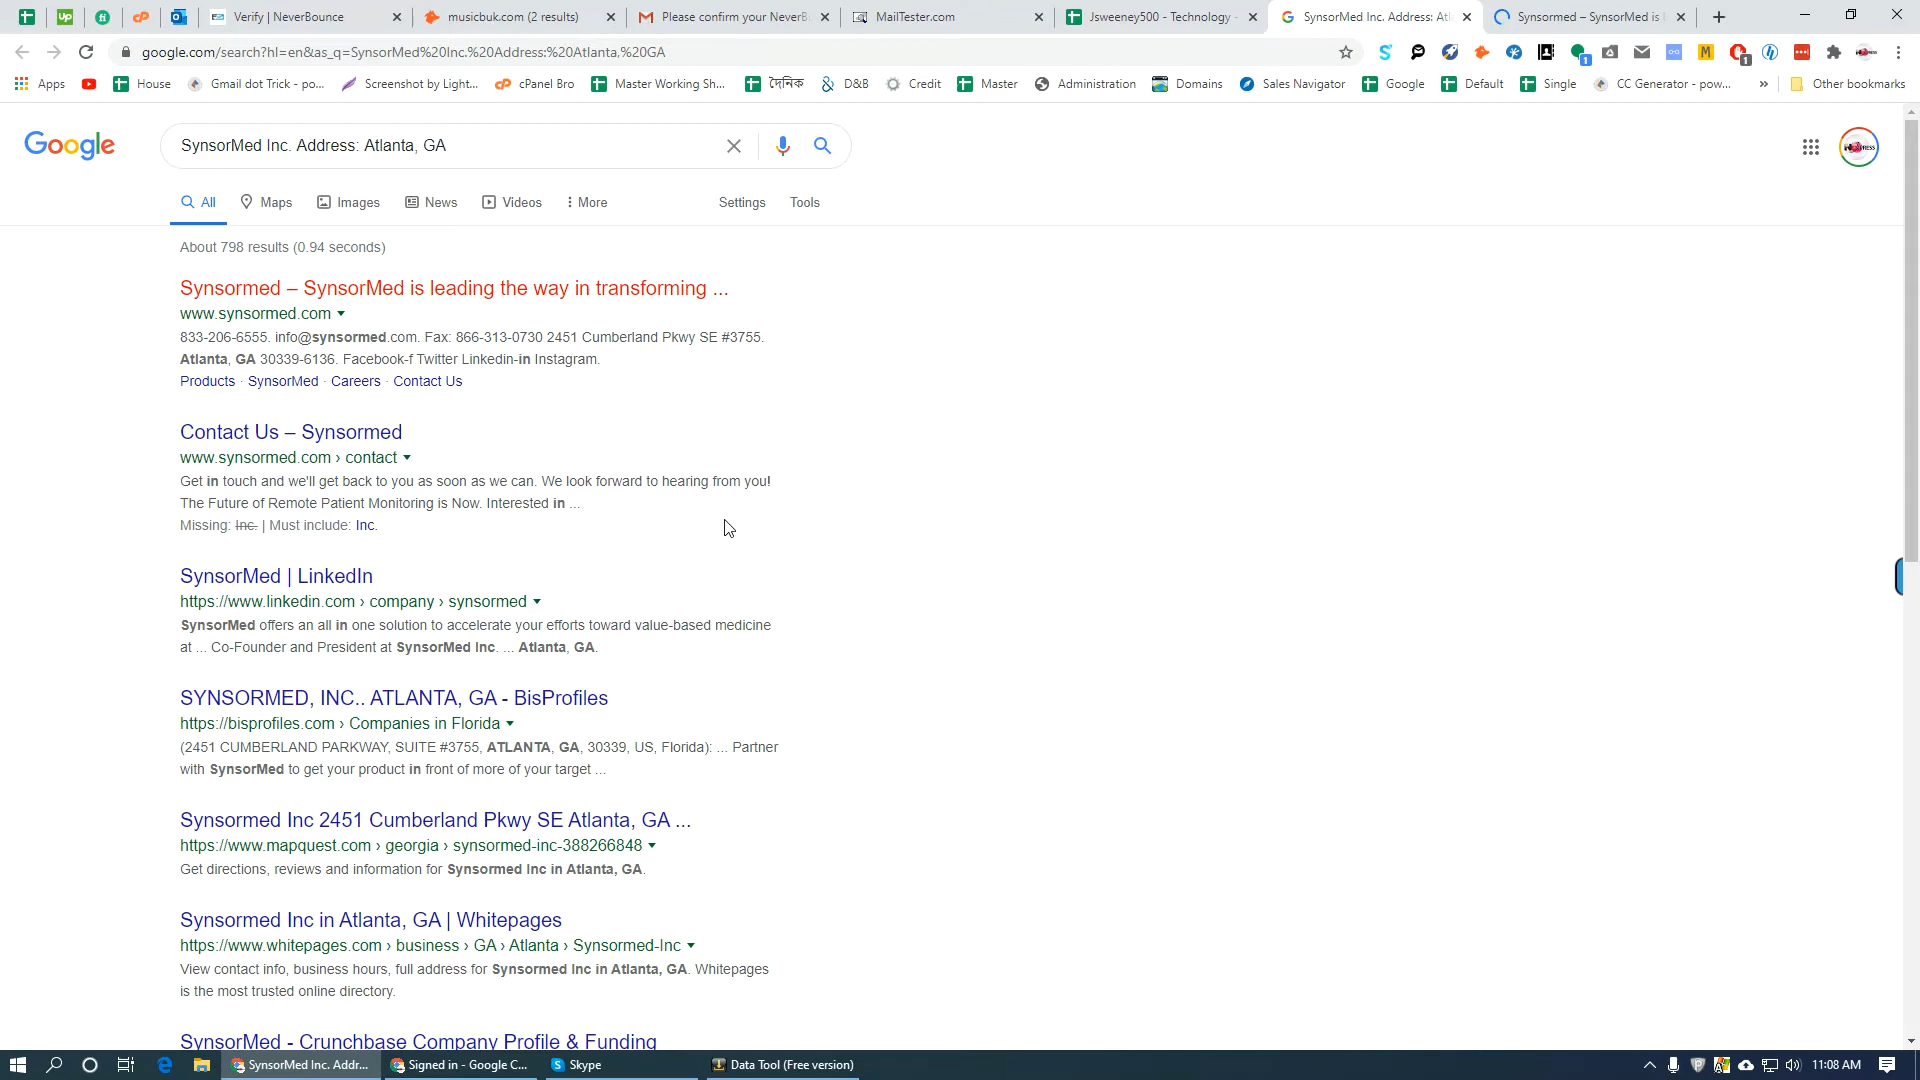 Verify | NeverBounce
musicbuk.com (2 results)
Please confirm your NeverB
MailTester.com
Jsweeney500 - Technology -
SynsorMed Inc. Address: Atl
Synsormed – SynsorMed is l
google.com/search?hl=en&as_q=SynsorMed%20Inc.%20Address:%20Atlanta,%20GA
Apps
House
Gmail dot Trick - po...
Screenshot by Light...
cPanel Bro
Master Working Sh...
দৈনিক
D&B
Credit
Master
Administration
Domains
Sales Navigator
Google
Default
Single
CC Generator - pow...
»
Other bookmarks
Google
SynsorMed Inc. Address: Atlanta, GA
All
Maps
Images
News
Videos
More
Settings
Tools
About 798 results (0.94 seconds)
Synsormed – SynsorMed is leading the way in transforming ...
www.synsormed.com
833-206-6555. info@synsormed.com. Fax: 866-313-0730 2451 Cumberland Pkwy SE #3755.
Atlanta, GA 30339-6136. Facebook-f Twitter Linkedin-in Instagram.
Products · SynsorMed · Careers · Contact Us
Contact Us – Synsormed
www.synsormed.com › contact
Get in touch and we'll get back to you as soon as we can. We look forward to hearing from you!
The Future of Remote Patient Monitoring is Now. Interested in ...
Missing: Inc. | Must include: Inc.
SynsorMed | LinkedIn
https://www.linkedin.com › company › synsormed
SynsorMed offers an all in one solution to accelerate your efforts toward value-based medicine
at ... Co-Founder and President at SynsorMed Inc. ... Atlanta, GA.
SYNSORMED, INC.. ATLANTA, GA - BisProfiles
https://bisprofiles.com › Companies in Florida
(2451 CUMBERLAND PARKWAY, SUITE #3755, ATLANTA, GA, 30339, US, Florida): ... Partner
with SynsorMed to get your product in front of more of your target ...
Synsormed Inc 2451 Cumberland Pkwy SE Atlanta, GA ...
https://www.mapquest.com › georgia › synsormed-inc-388266848
Get directions, reviews and information for Synsormed Inc in Atlanta, GA.
Synsormed Inc in Atlanta, GA | Whitepages
https://www.whitepages.com › business › GA › Atlanta › Synsormed-Inc
View contact info, business hours, full address for Synsormed Inc in Atlanta, GA. Whitepages
is the most trusted online directory.
SynsorMed - Crunchbase Company Profile & Funding
SynsorMed Inc. Addr...
Signed in - Google C...
Skype
Data Tool (Free version)
11:08 AM